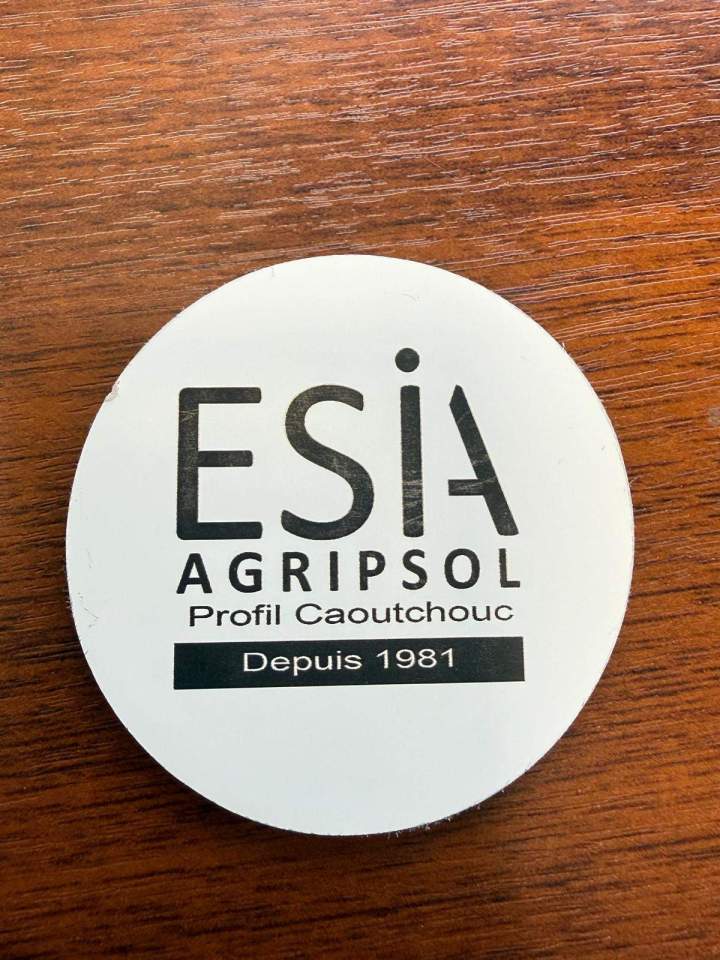 ESiA
AGRIPSOL
Profil Caoutchouc
Depuis 1981